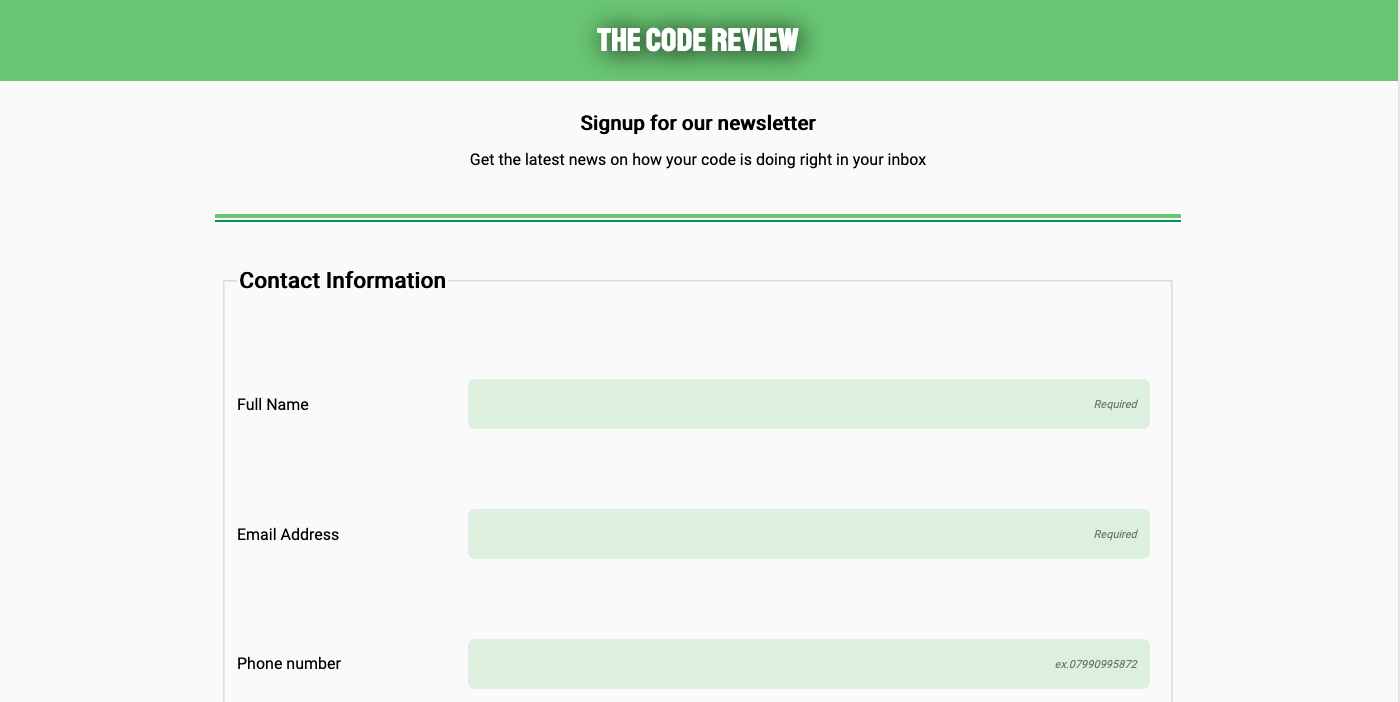 THE CODE REVIEW
Signup for our newsletter
Get the latest news on how your code is doing right in your inbox
Contact Information
Full Name
Required
Email Address
Required
Phone number
ex.07990995872